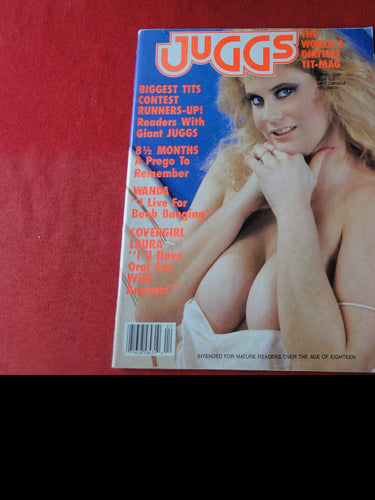 JUGGS
THE
WORLD'S
DIRTIEST
TIT-MAG
BIGGEST TITS
CONTEST
RUNNERS-UP!
Readers With
Giant JUGGS
8½ MONTHS
A Prego To
Remember
WANDA
"I Live For
Boob Banging"
COVERGIRL
LAURA
"I'll Have
Oral Sex
With
Anyone!"
INTENDED FOR MATURE READERS OVER THE AGE OF EIGHTEEN